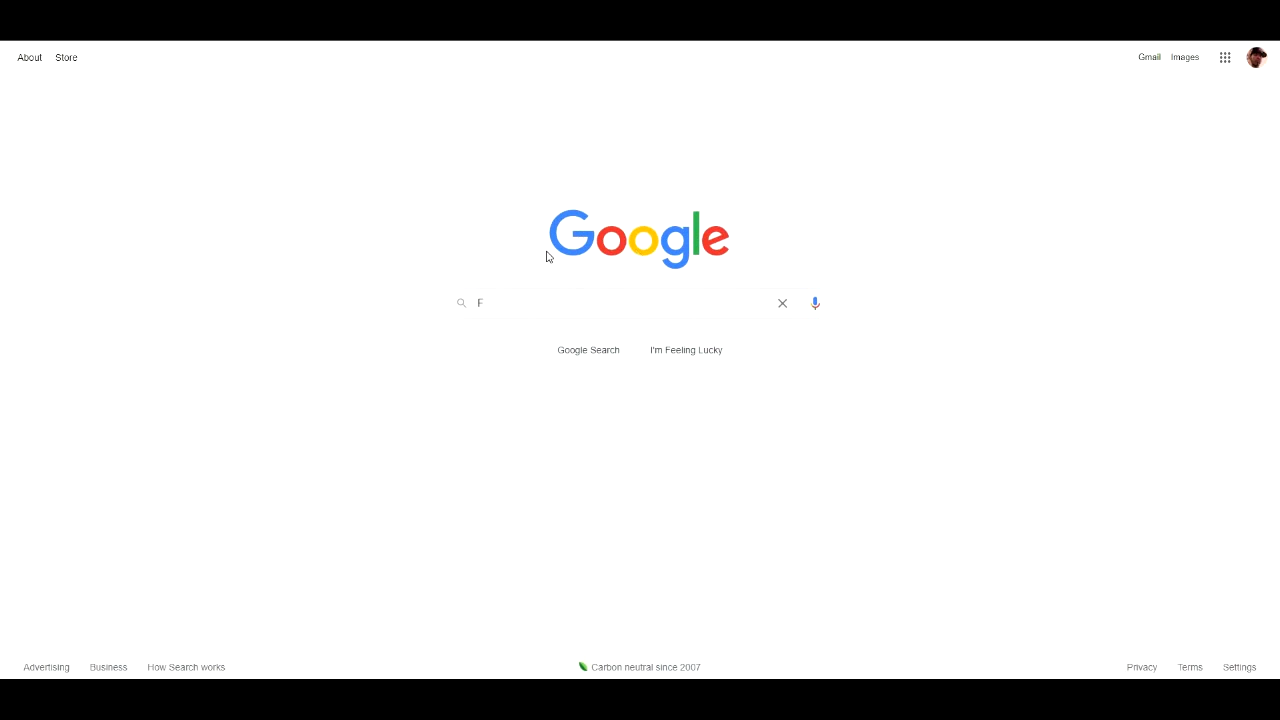 About Store
Gmail Images
Google
F
Google Search I'm Feeling Lucky
Advertising Business How Search works
Carbon neutral since 2007
Privacy Terms Settings